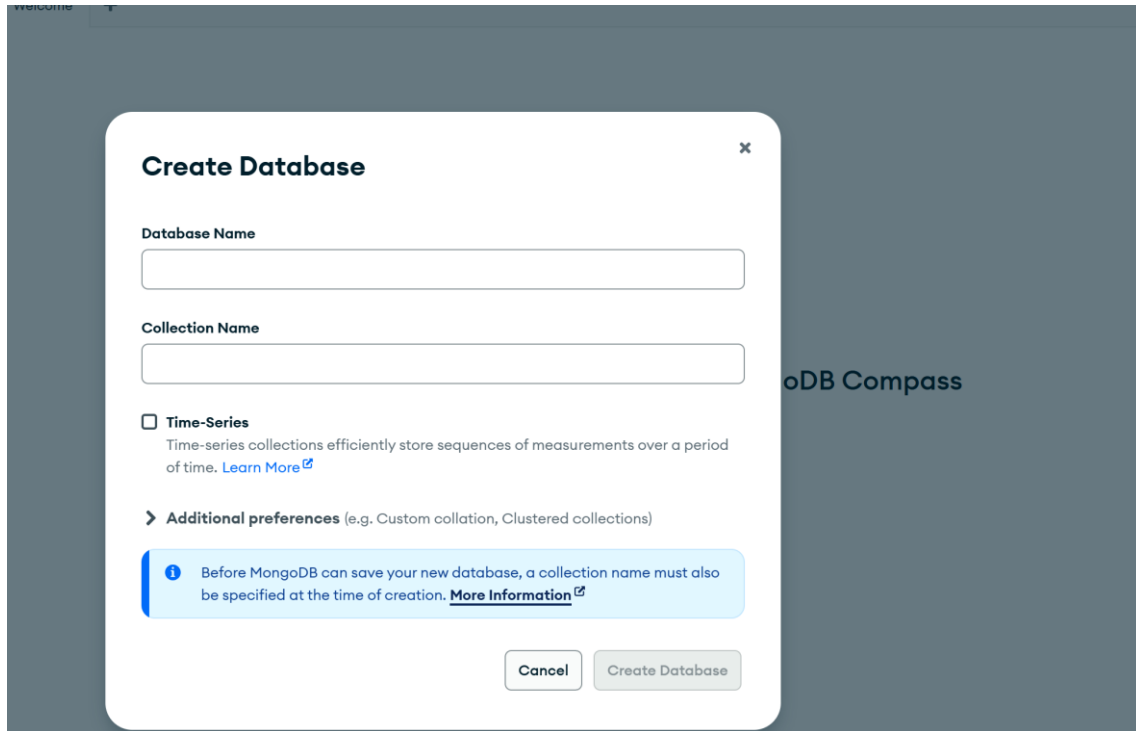 Welcome +
Create Database
Database Name
Collection Name
oDB Compass
Time-Series
Time-series collections efficiently store sequences of measurements over a period
of time. Learn More
Additional preferences (e.g. Custom collation, Clustered collections)
Before MongoDB can save your new database, a collection name must also
be specified at the time of creation. More Information
Cancel
Create Database